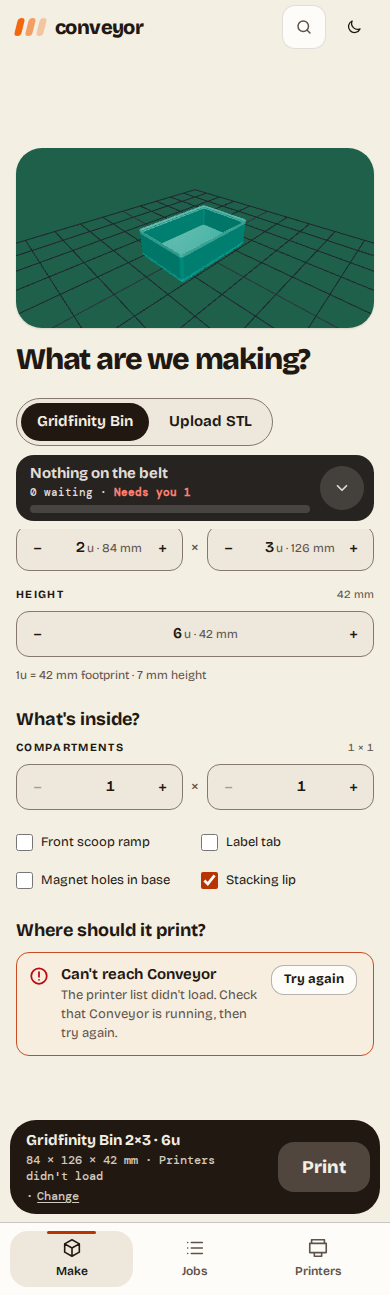 conveyor
What are we making?
Gridfinity Bin Upload STL
Nothing on the belt
0 waiting · Needs you 1
− 2 u · 84 mm + × − 3 u · 126 mm +
HEIGHT 42 mm
− 6 u · 42 mm +
1u = 42 mm footprint · 7 mm height
What's inside?
COMPARTMENTS 1 × 1
− 1 + × − 1 +
Front scoop ramp Label tab
Magnet holes in base Stacking lip
Where should it print?
Can't reach Conveyor Try again
The printer list didn't load. Check
that Conveyor is running, then
try again.
Gridfinity Bin 2×3 · 6u
84 × 126 × 42 mm · Printers
didn't load
· Change
Print
Make Jobs Printers